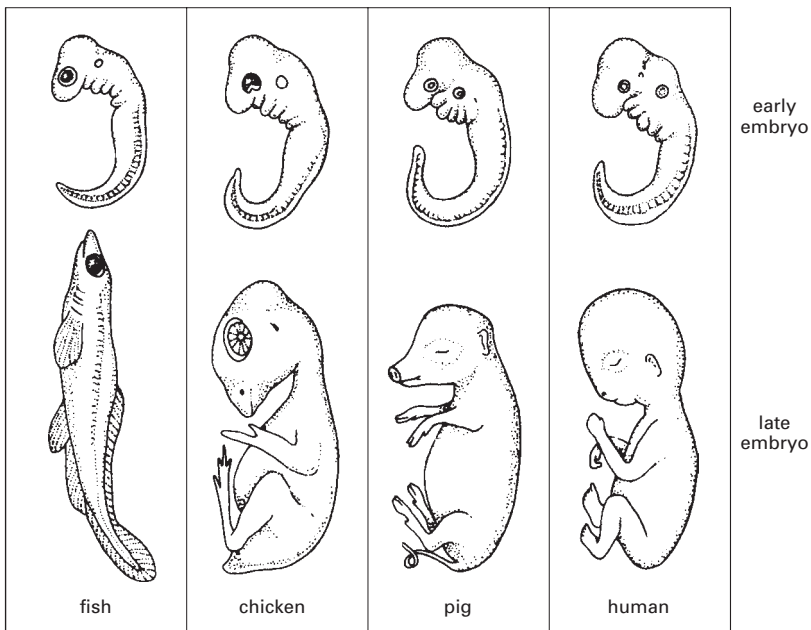 early
embryo
late
embryo
fish
chicken
pig
human